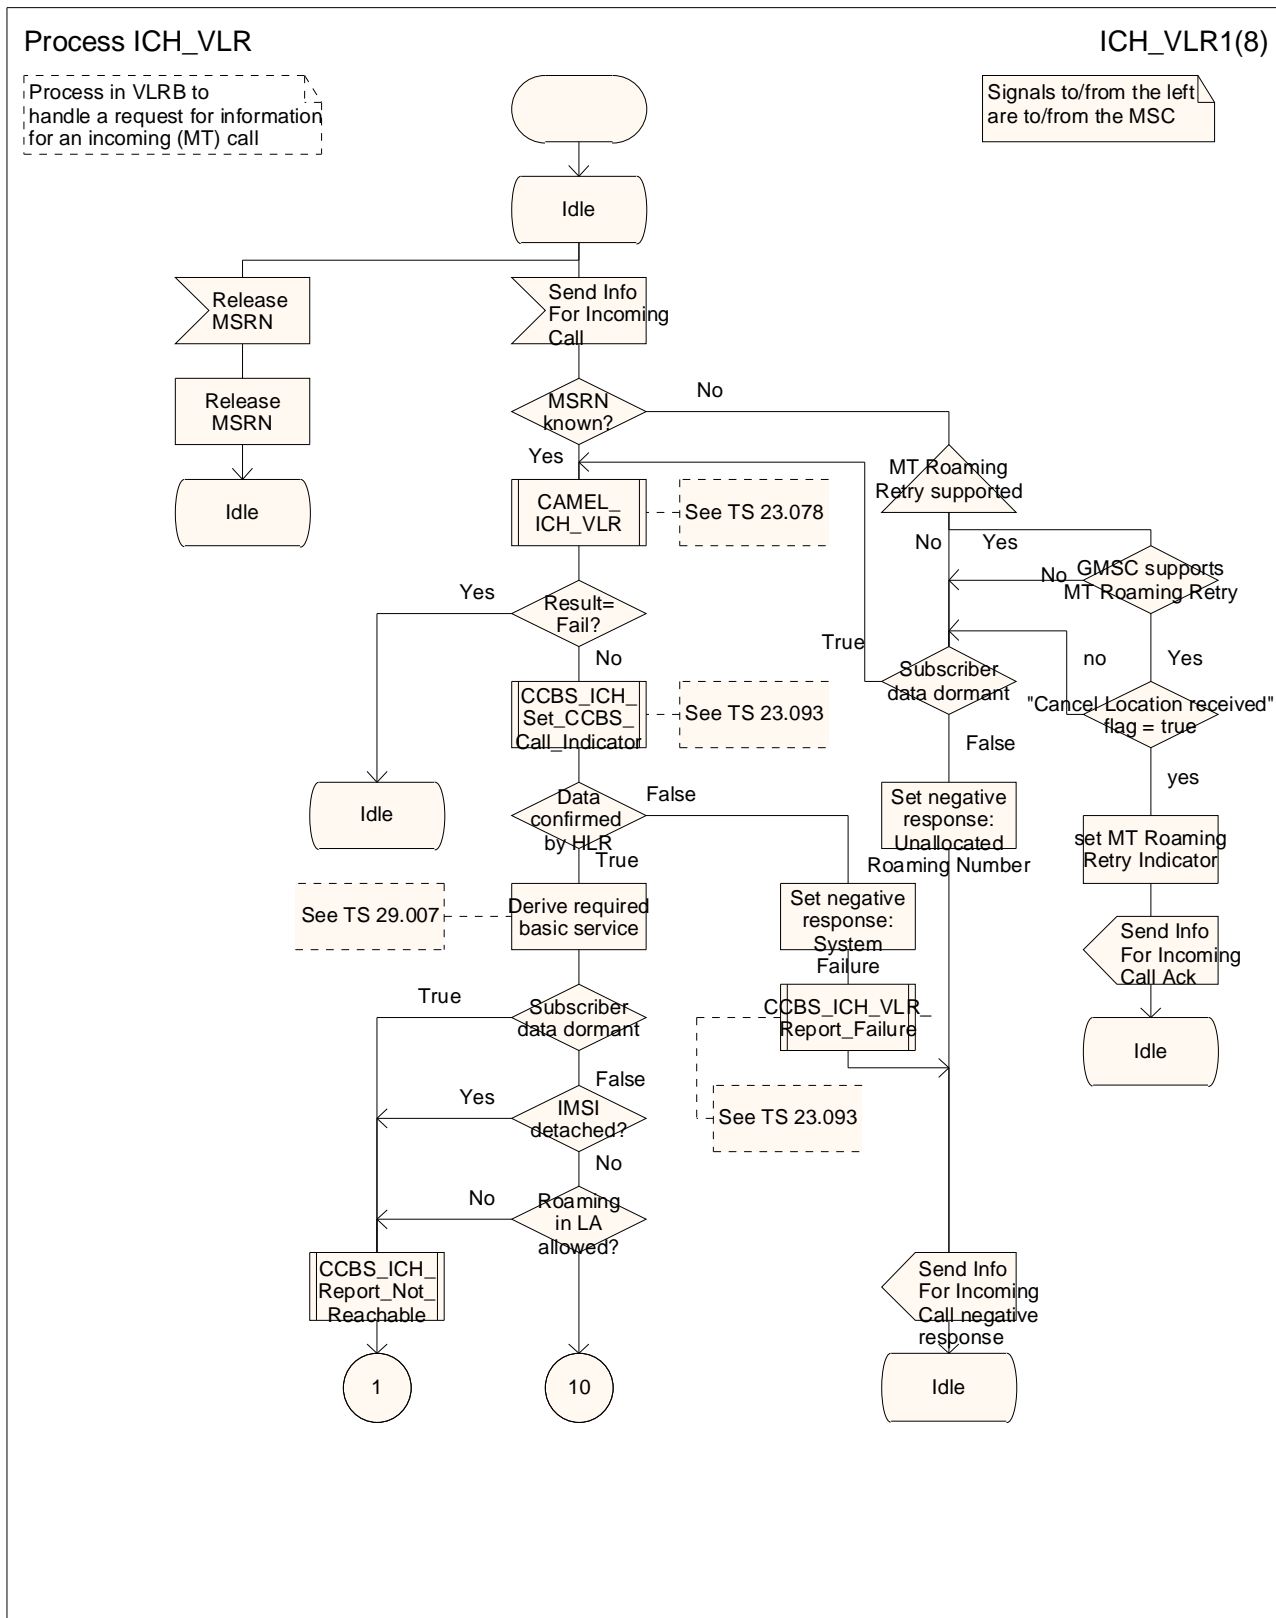 Process ICH_VLR
ICH_VLR1(8)
Process in VLRB to
handle a request for information
for an incoming (MT) call
Signals to/from the left
are to/from the MSC
Idle
Release
MSRN
Send Info
For Incoming
Call
Release
MSRN
MSRN
known?
No
Yes
MT Roaming
Retry supported
Idle
CAMEL_
ICH_VLR
See TS 23.078
No
Yes
GMSC supports
MT Roaming Retry
No
Yes
Result=
Fail?
No
True
Subscriber
data dormant
no
Yes
CCBS_ICH_
Set_CCBS_
Call_Indicator
See TS 23.093
"Cancel Location received"
flag = true
False
yes
Idle
Data
confirmed
by HLR
False
True
Set negative
response:
Unallocated
Roaming Number
set MT Roaming
Retry Indicator
See TS 29.007
Derive required
basic service
Set negative
response:
System
Failure
Send Info
For Incoming
Call Ack
True
Subscriber
data dormant
CCBS_ICH_VLR_
Report_Failure
Idle
False
Yes
IMSI
detached?
See TS 23.093
No
No
Roaming
in LA
allowed?
CCBS_ICH_
Report_Not_
Reachable
Send Info
For Incoming
Call negative
response
1
10
Idle